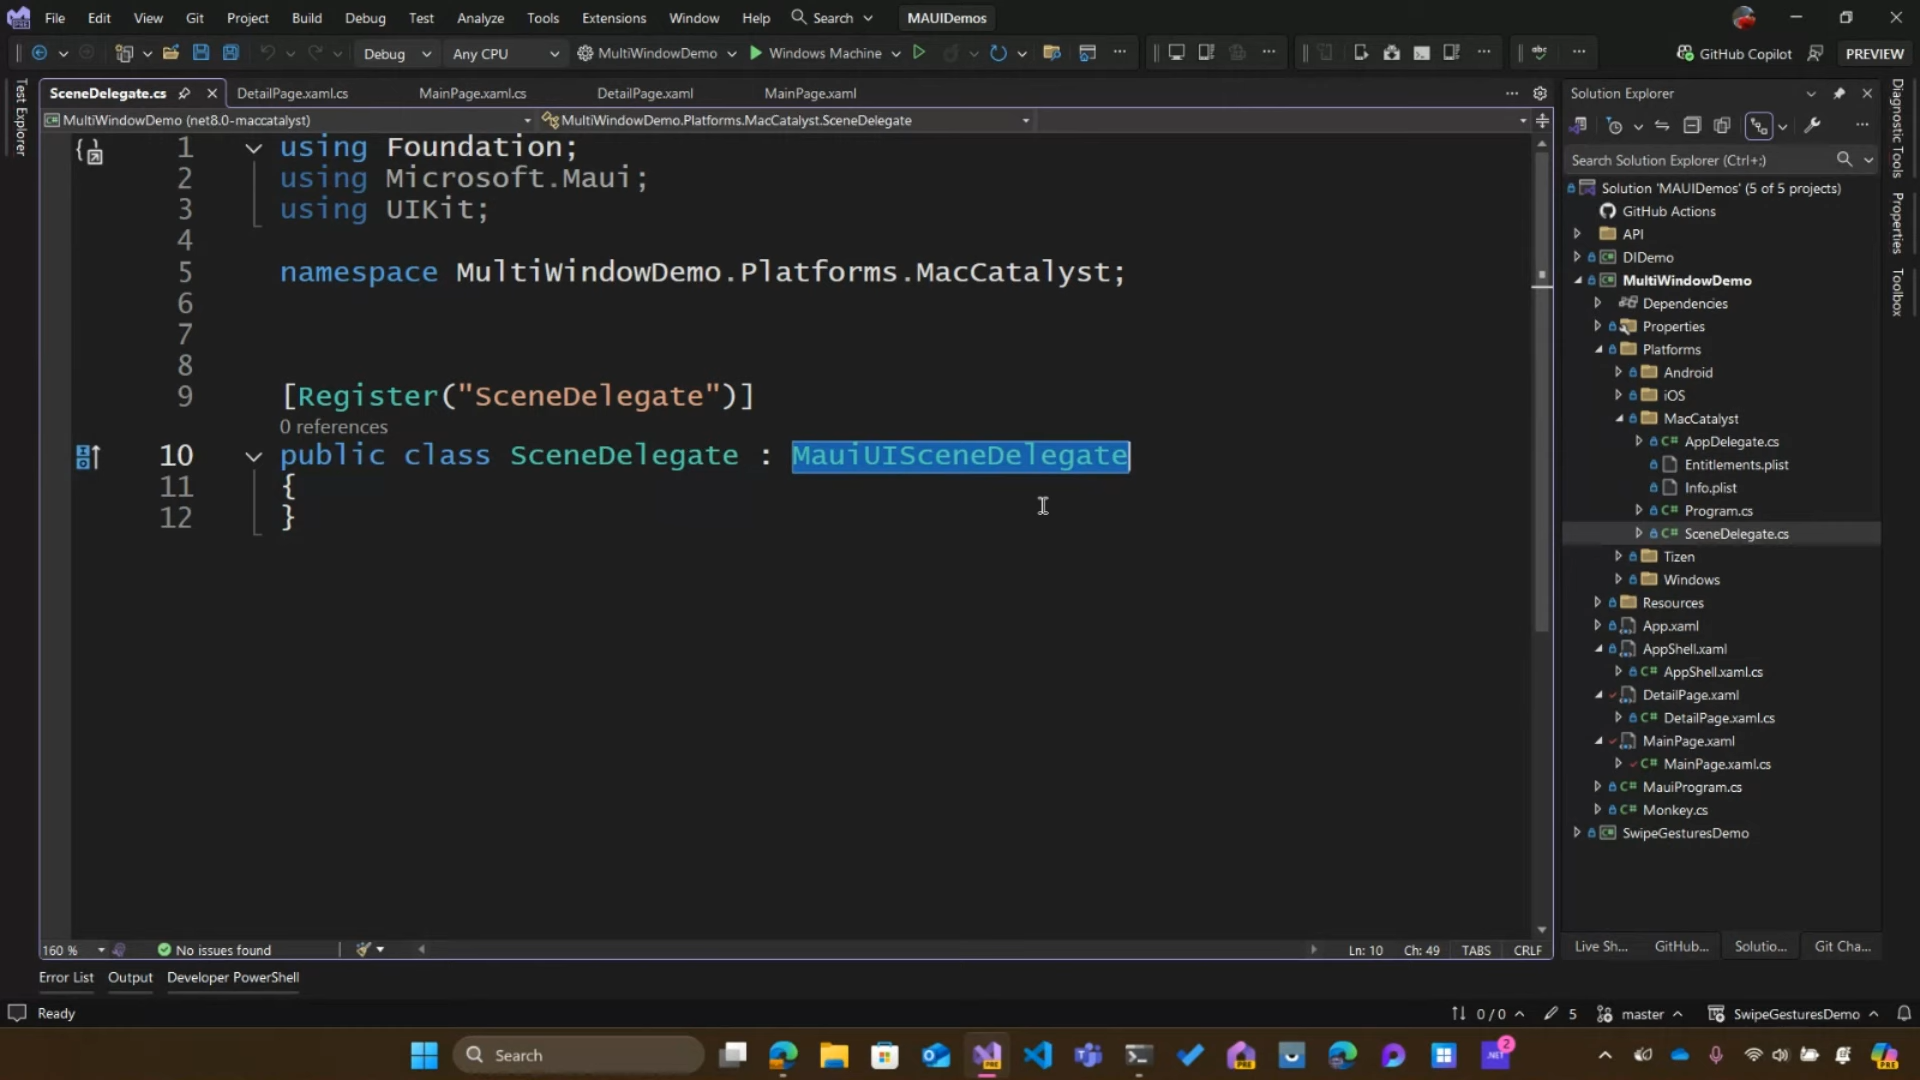 File Edit View Git Project Build Debug Test Analyze Tools Extensions Window Help Search MAUIDemos
Debug Any CPU MultiWindowDemo Windows Machine abc GitHub Copilot PREVIEW
Test Explorer
SceneDelegate.cs DetailPage.xaml.cs MainPage.xaml.cs DetailPage.xaml MainPage.xaml
MultiWindowDemo (net8.0-maccatalyst) MultiWindowDemo.Platforms.MacCatalyst.SceneDelegate
1 using Foundation;
2 using Microsoft.Maui;
3 using UIKit;
4
5 namespace MultiWindowDemo.Platforms.MacCatalyst;
6
7
8
9 [Register("SceneDelegate")]
0 references
10 public class SceneDelegate : MauiUISceneDelegate
11 {
12 }
160 % No issues found Ln: 10 Ch: 49 TABS CRLF
Solution Explorer
Search Solution Explorer (Ctrl+;)
Solution 'MAUIDemos' (5 of 5 projects)
GitHub Actions
API
DIDemo
MultiWindowDemo
Dependencies
Properties
Platforms
Android
iOS
MacCatalyst
C# AppDelegate.cs
Entitlements.plist
Info.plist
C# Program.cs
C# SceneDelegate.cs
Tizen
Windows
Resources
App.xaml
AppShell.xaml
C# AppShell.xaml.cs
DetailPage.xaml
C# DetailPage.xaml.cs
MainPage.xaml
C# MainPage.xaml.cs
C# MauiProgram.cs
C# Monkey.cs
SwipeGesturesDemo
Live Sh... GitHub... Solutio... Git Cha...
Diagnostic Tools
Properties
Toolbox
Error List Output Developer PowerShell
Ready 0 / 0 5 master SwipeGesturesDemo
Search PRE PRE .NET 2 PRE